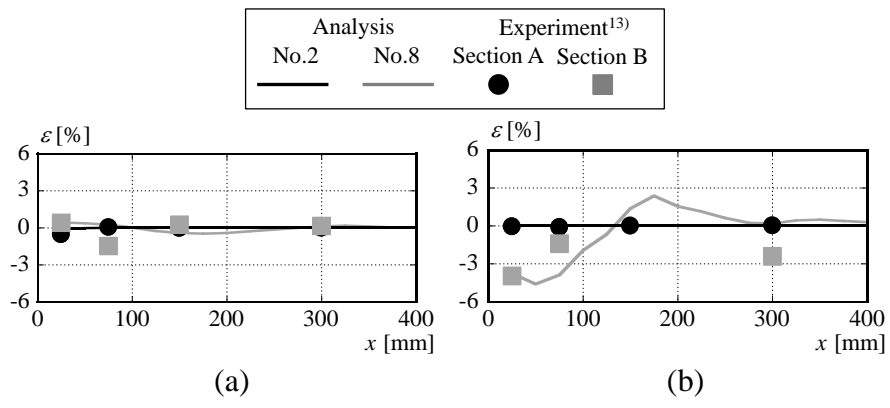 Analysis Experiment¹³⁾
No.2 No.8 Section A Section B
ε [%] ε [%]
6 6
3 3
0 0
-3 -3
-6 -6
0 100 200 300 400 0 100 200 300 400
x [mm] x [mm]
(a) (b)